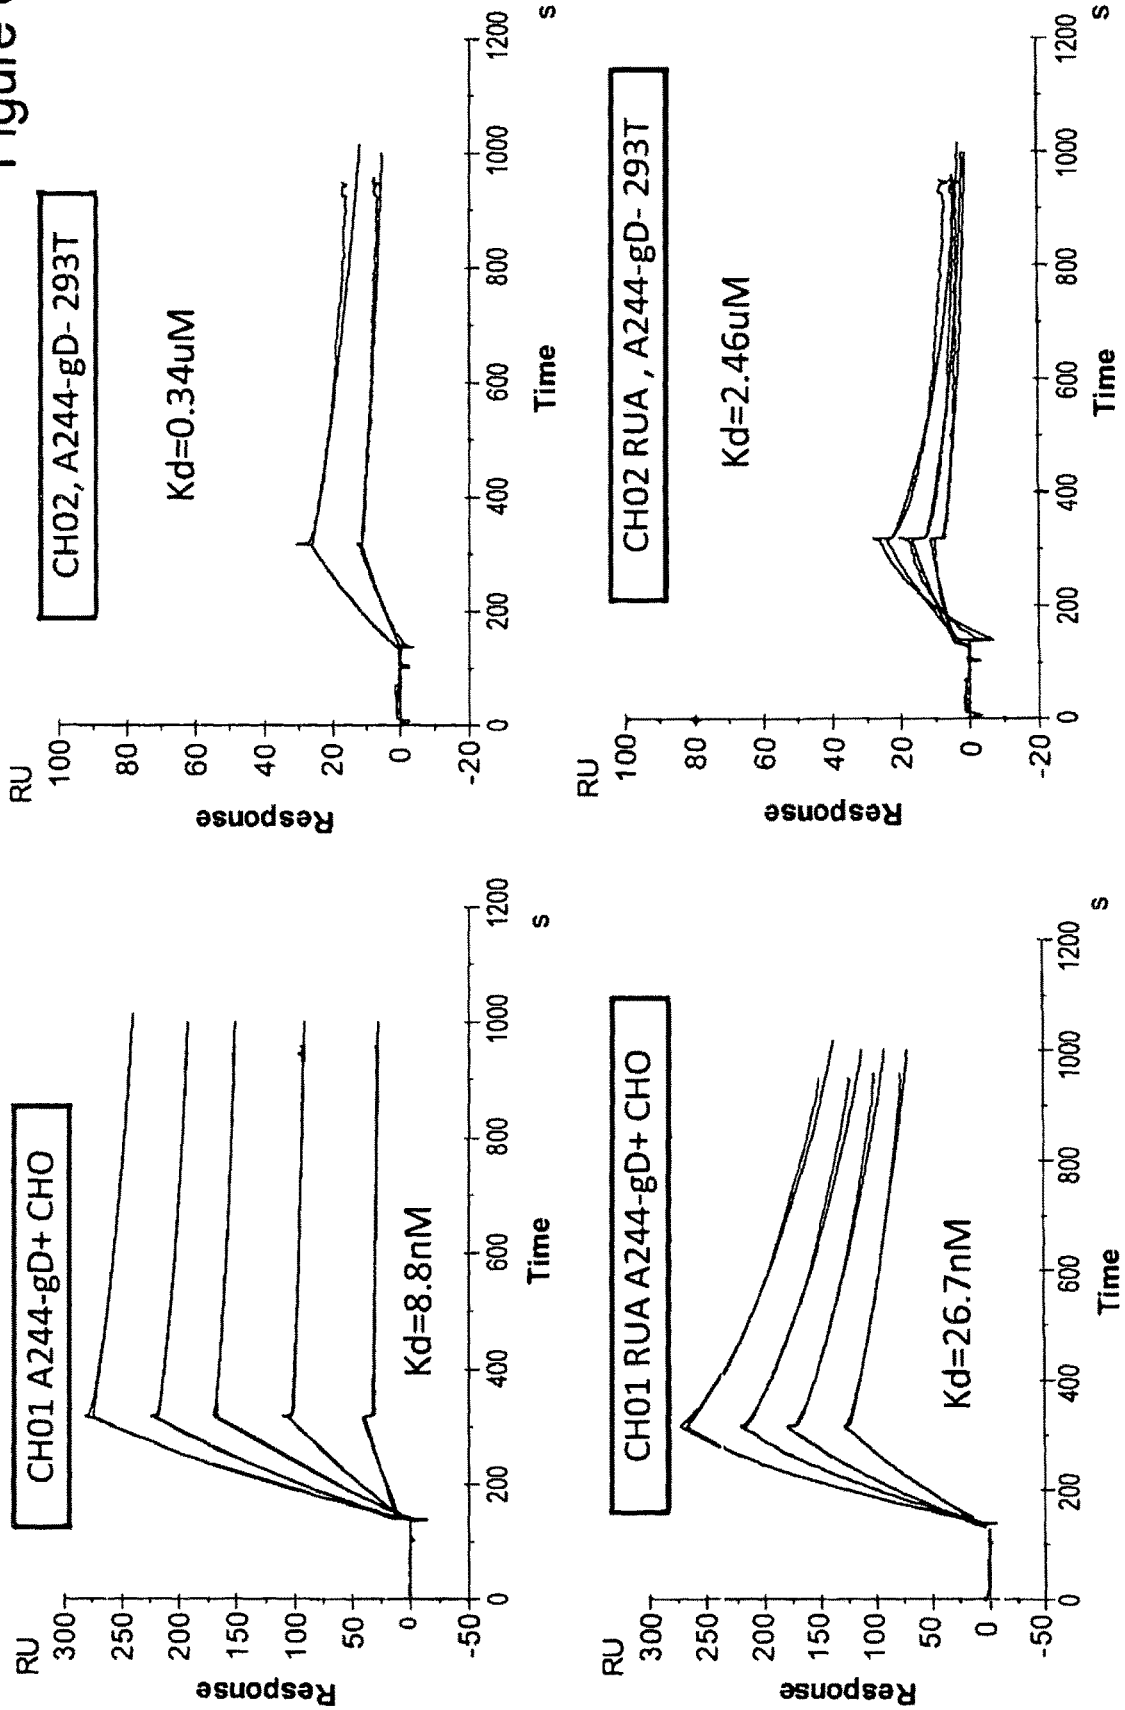 Figure
CH01 A244-gD+ CHO
RU
300
250
200
150
100
50
0
-50
Response
Kd=8.8nM
0 200 400 600 800 1000 1200
Time
s
CH02, A244-gD- 293T
RU
100
80
60
40
20
0
-20
Response
Kd=0.34uM
0 200 400 600 800 1000 1200
Time
s
CH01 RUA A244-gD+ CHO
RU
300
250
200
150
100
50
0
-50
Response
Kd=26.7nM
0 200 400 600 800 1000 1200
Time
s
CH02 RUA , A244-gD- 293T
RU
100
80
60
40
20
0
-20
Response
Kd=2.46uM
0 200 400 600 800 1000 1200
Time
s